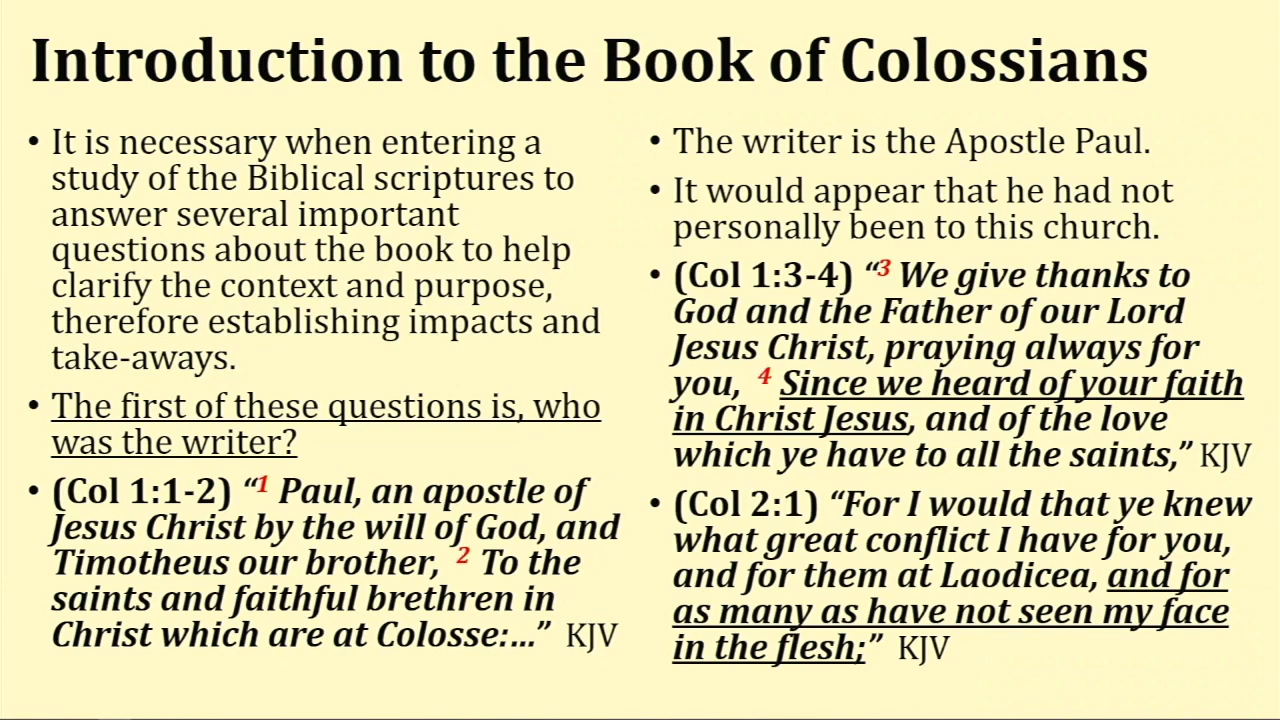 Introduction to the Book of Colossians
• It is necessary when entering a
study of the Biblical scriptures to
answer several important
questions about the book to help
clarify the context and purpose,
therefore establishing impacts and
take-aways.
• The first of these questions is, who
was the writer?
• (Col 1:1-2) “1 Paul, an apostle of
Jesus Christ by the will of God, and
Timotheus our brother, 2 To the
saints and faithful brethren in
Christ which are at Colosse:…” KJV
• The writer is the Apostle Paul.
• It would appear that he had not
personally been to this church.
• (Col 1:3-4) “3 We give thanks to
God and the Father of our Lord
Jesus Christ, praying always for
you, 4 Since we heard of your faith
in Christ Jesus, and of the love
which ye have to all the saints,” KJV
• (Col 2:1) “For I would that ye knew
what great conflict I have for you,
and for them at Laodicea, and for
as many as have not seen my face
in the flesh;” KJV